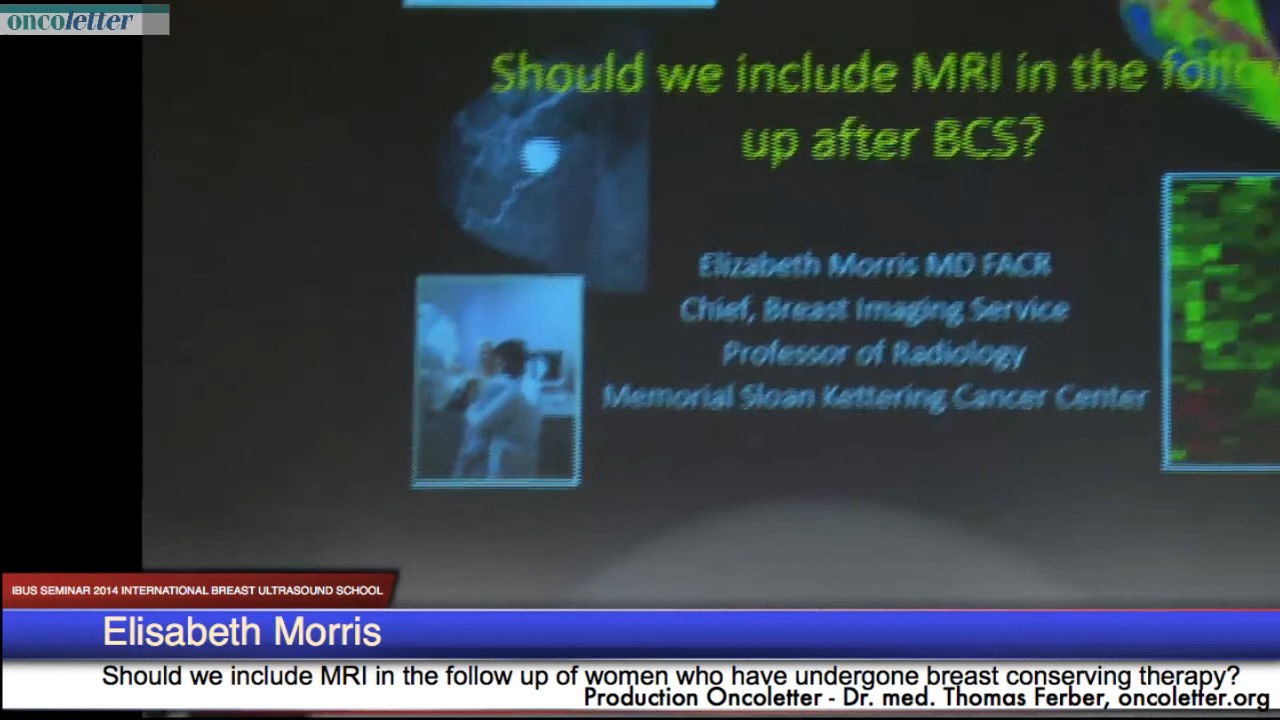 oncoletter
Should we include MRI in the follo
up after BCS?
Elizabeth Morris MD FACR
Chief, Breast Imaging Service
Professor of Radiology
Memorial Sloan Kettering Cancer Center
IBUS SEMINAR 2014 INTERNATIONAL BREAST ULTRASOUND SCHOOL
Elisabeth Morris
Should we include MRI in the follow up of women who have undergone breast conserving therapy?
Production Oncoletter - Dr. med. Thomas Ferber, oncoletter.org